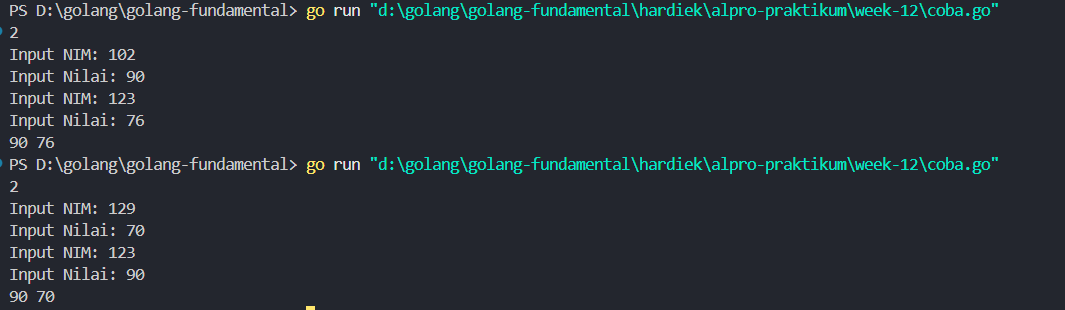 PS D:\golang\golang-fundamental> go run "d:\golang\golang-fundamental\hardiek\alpro-praktikum\week-12\coba.go"
2
Input NIM: 102
Input Nilai: 90
Input NIM: 123
Input Nilai: 76
90 76
PS D:\golang\golang-fundamental> go run "d:\golang\golang-fundamental\hardiek\alpro-praktikum\week-12\coba.go"
2
Input NIM: 129
Input Nilai: 70
Input NIM: 123
Input Nilai: 90
90 70